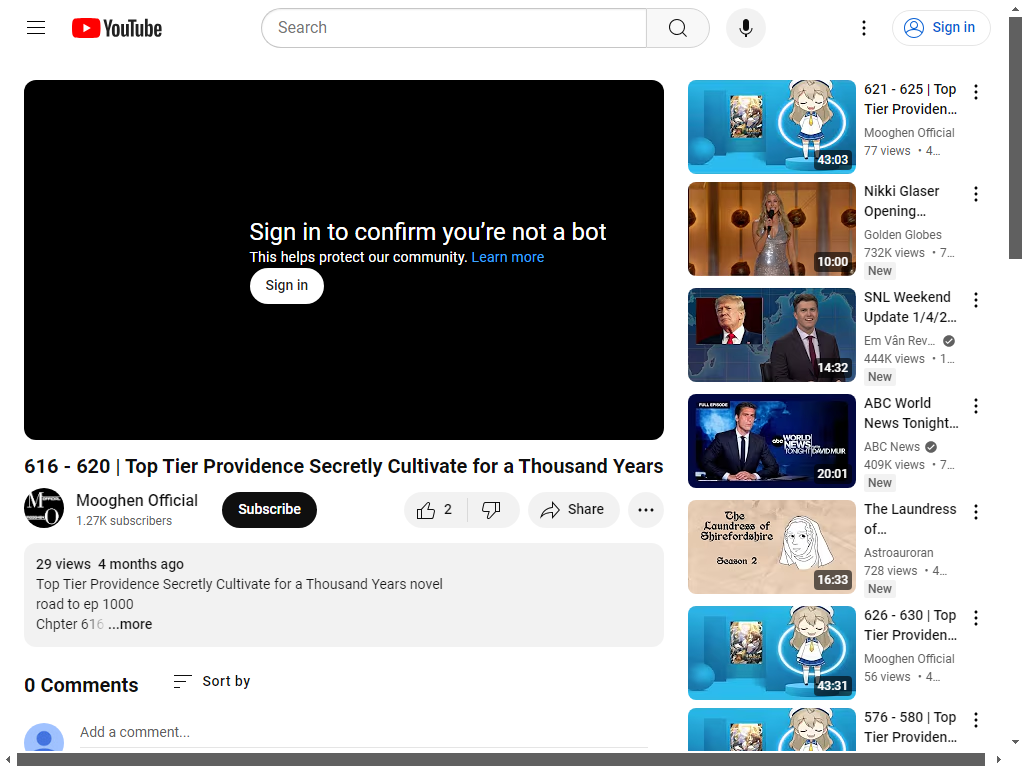 YouTube
Search
Sign in
Sign in to confirm you’re not a bot
This helps protect our community. Learn more
Sign in
616 - 620 | Top Tier Providence Secretly Cultivate for a Thousand Years
Mooghen Official
1.27K subscribers
Subscribe
2
Share
29 views 4 months ago
Top Tier Providence Secretly Cultivate for a Thousand Years novel
road to ep 1000
Chpter 616 ...more
0 Comments
Sort by
Add a comment...
621 - 625 | Top
Tier Providen...
Mooghen Official
77 views • 4...
43:03
Nikki Glaser
Opening...
Golden Globes
732K views • 7...
New
10:00
SNL Weekend
Update 1/4/2...
Em Vân Rev...
444K views • 1...
New
14:32
ABC World
News Tonight...
ABC News
409K views • 7...
New
FULL EPISODE
abc WORLD
NEWS
TONIGHT DAVID MUIR
20:01
The Laundress
of...
Astroauroran
728 views • 4...
New
The
Laundress of
Shirefordshire
Season 2
16:33
626 - 630 | Top
Tier Providen...
Mooghen Official
56 views • 4...
43:31
576 - 580 | Top
Tier Providen...